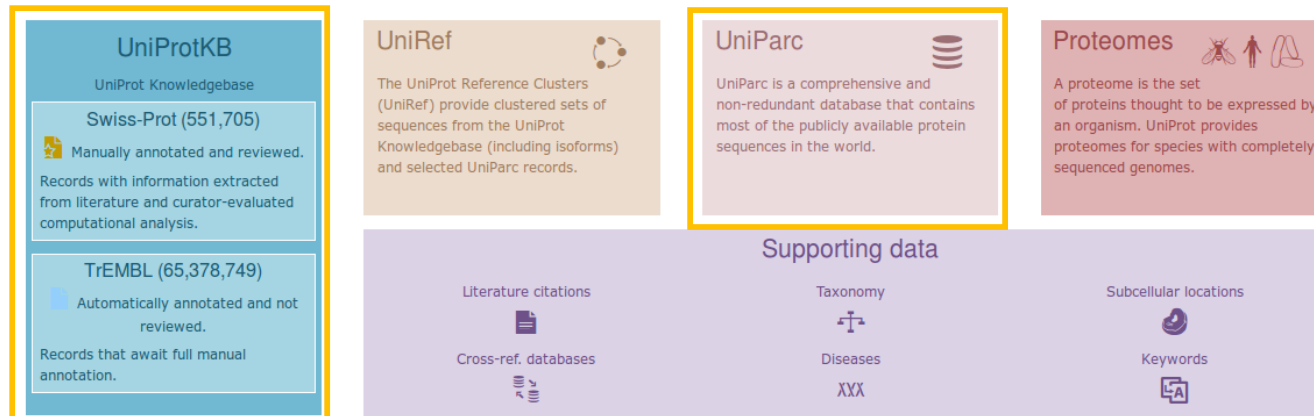 UniProtKB
UniProt Knowledgebase
Swiss-Prot (551,705)
Manually annotated and reviewed.
Records with information extracted
from literature and curator-evaluated
computational analysis.
TrEMBL (65,378,749)
Automatically annotated and not
reviewed.
Records that await full manual
annotation.
UniRef
The UniProt Reference Clusters
(UniRef) provide clustered sets of
sequences from the UniProt
Knowledgebase (including isoforms)
and selected UniParc records.
UniParc
UniParc is a comprehensive and
non-redundant database that contains
most of the publicly available protein
sequences in the world.
Proteomes
A proteome is the set
of proteins thought to be expressed by
an organism. UniProt provides
proteomes for species with completely
sequenced genomes.
Supporting data
Literature citations
Taxonomy
Subcellular locations
Cross-ref. databases
Diseases
Keywords